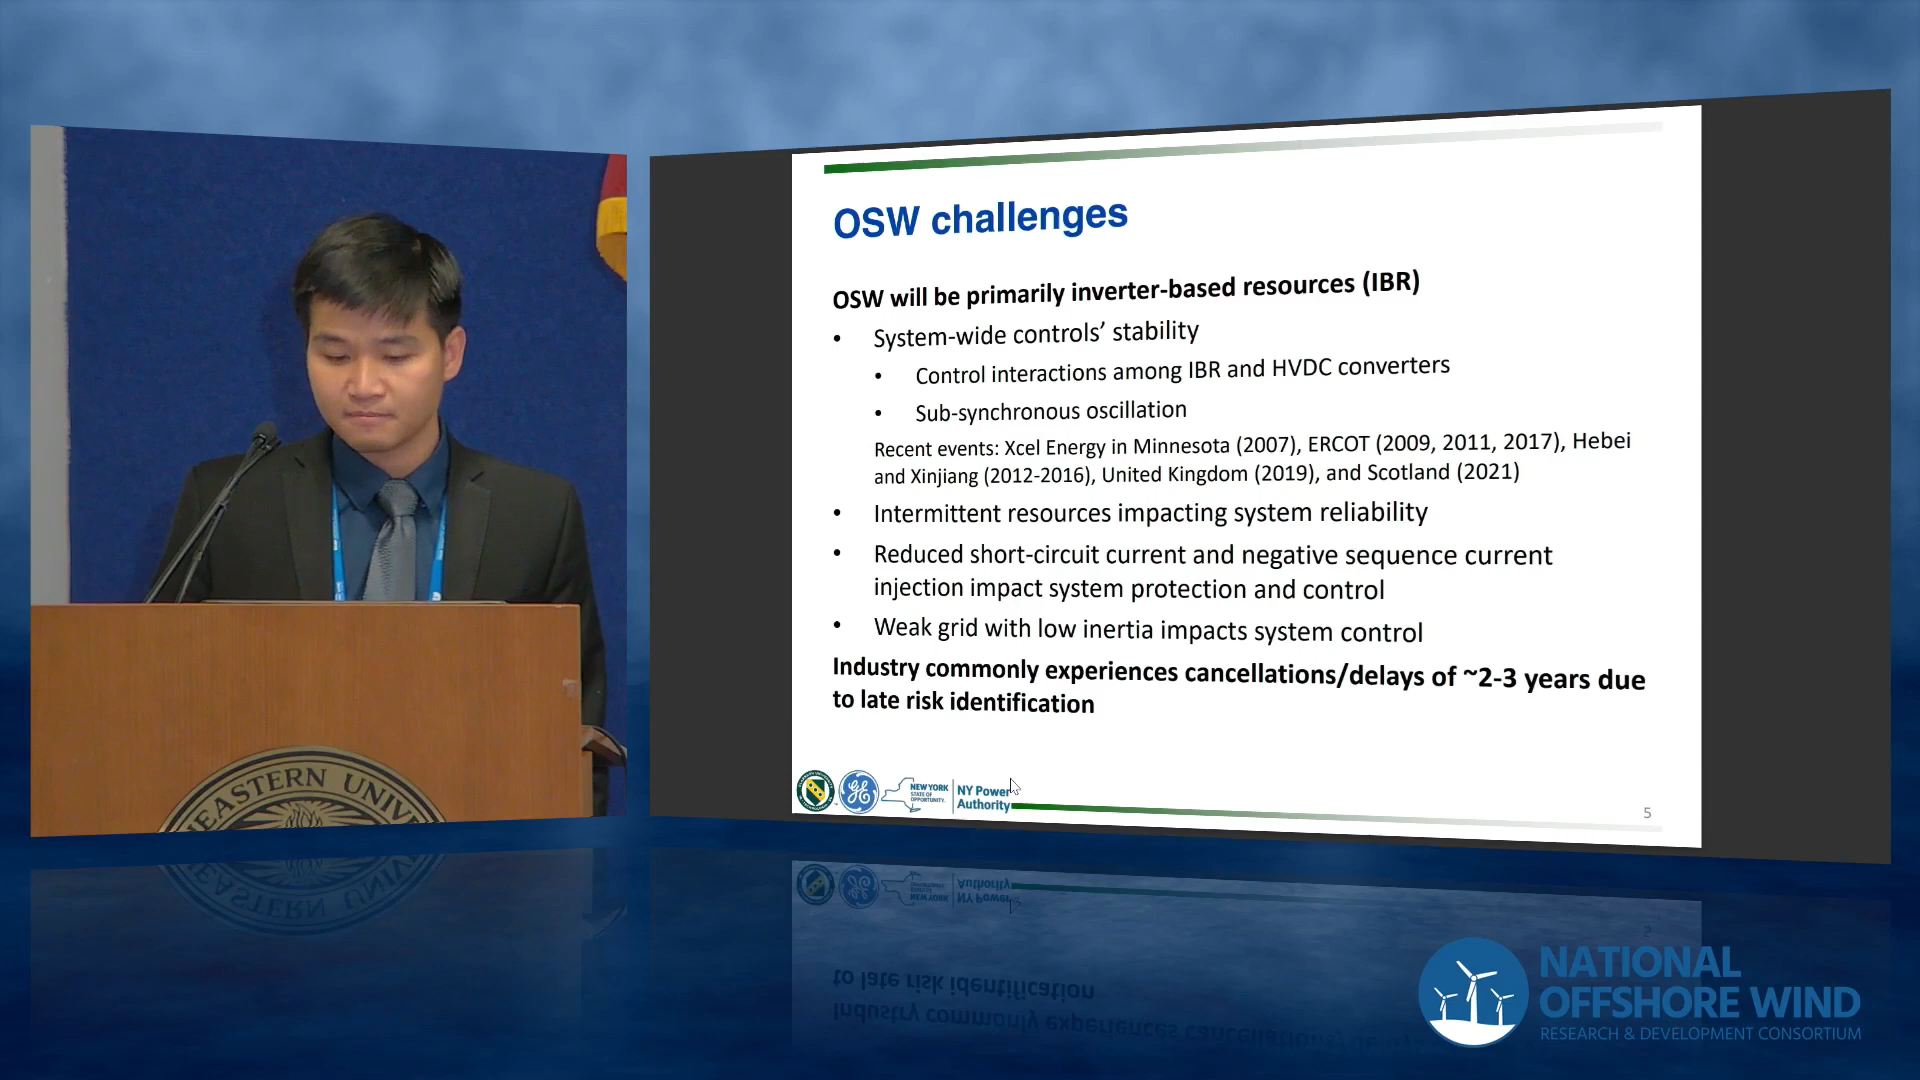 OSW challenges
OSW will be primarily inverter-based resources (IBR)
• System-wide controls' stability
• Control interactions among IBR and HVDC converters
• Sub-synchronous oscillation
Recent events: Xcel Energy in Minnesota (2007), ERCOT (2009, 2011, 2017), Hebei
and Xinjiang (2012-2016), United Kingdom (2019), and Scotland (2021)
• Intermittent resources impacting system reliability
• Reduced short-circuit current and negative sequence current
injection impact system protection and control
• Weak grid with low inertia impacts system control
Industry commonly experiences cancellations/delays of ~2-3 years due
to late risk identification
GE
NEW YORK
STATE OF
OPPORTUNITY.
NY Power
Authority
5
EASTERN UNIVE
NATIONAL
OFFSHORE WIND
RESEARCH & DEVELOPMENT CONSORTIUM